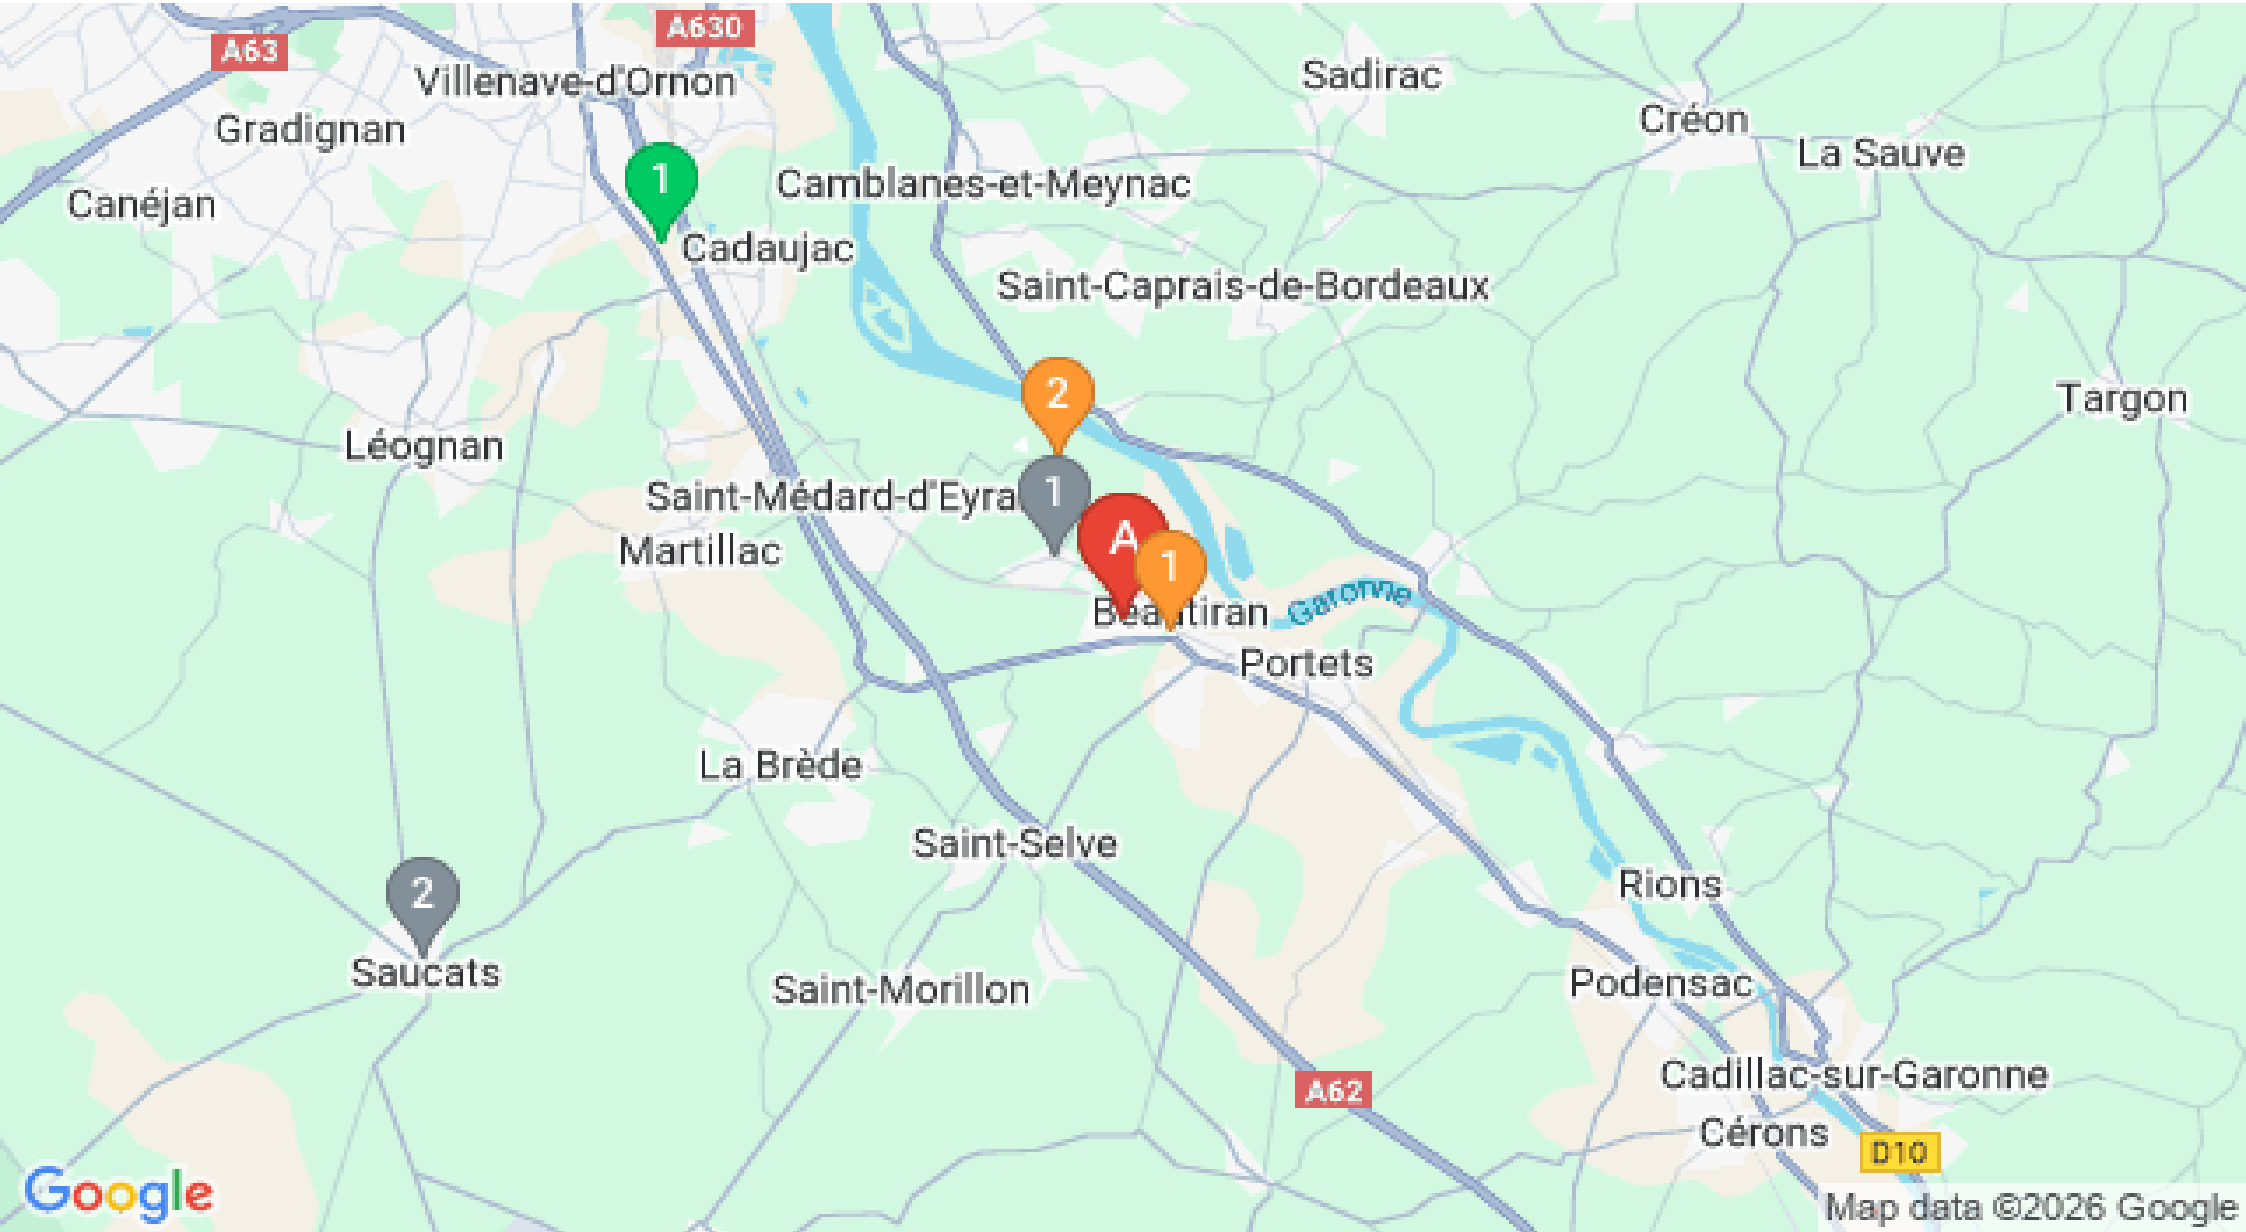 A630
A63
Villenave-d'Ornon
Sadirac
Gradignan
Créon
La Sauve
1
Camblanes-et-Meynac
Canéjan
Cadaujac
Saint-Caprais-de-Bordeaux
2
Targon
Léognan
Saint-Médard-d'Eyra
1
Martillac
A
1
Garonne
Beautiran
Portets
La Brède
Saint-Selve
2
Rions
Saucats
Saint-Morillon
Podensac
Cadillac-sur-Garonne
A62
Cérons
D10
Google
Map data ©2026 Google